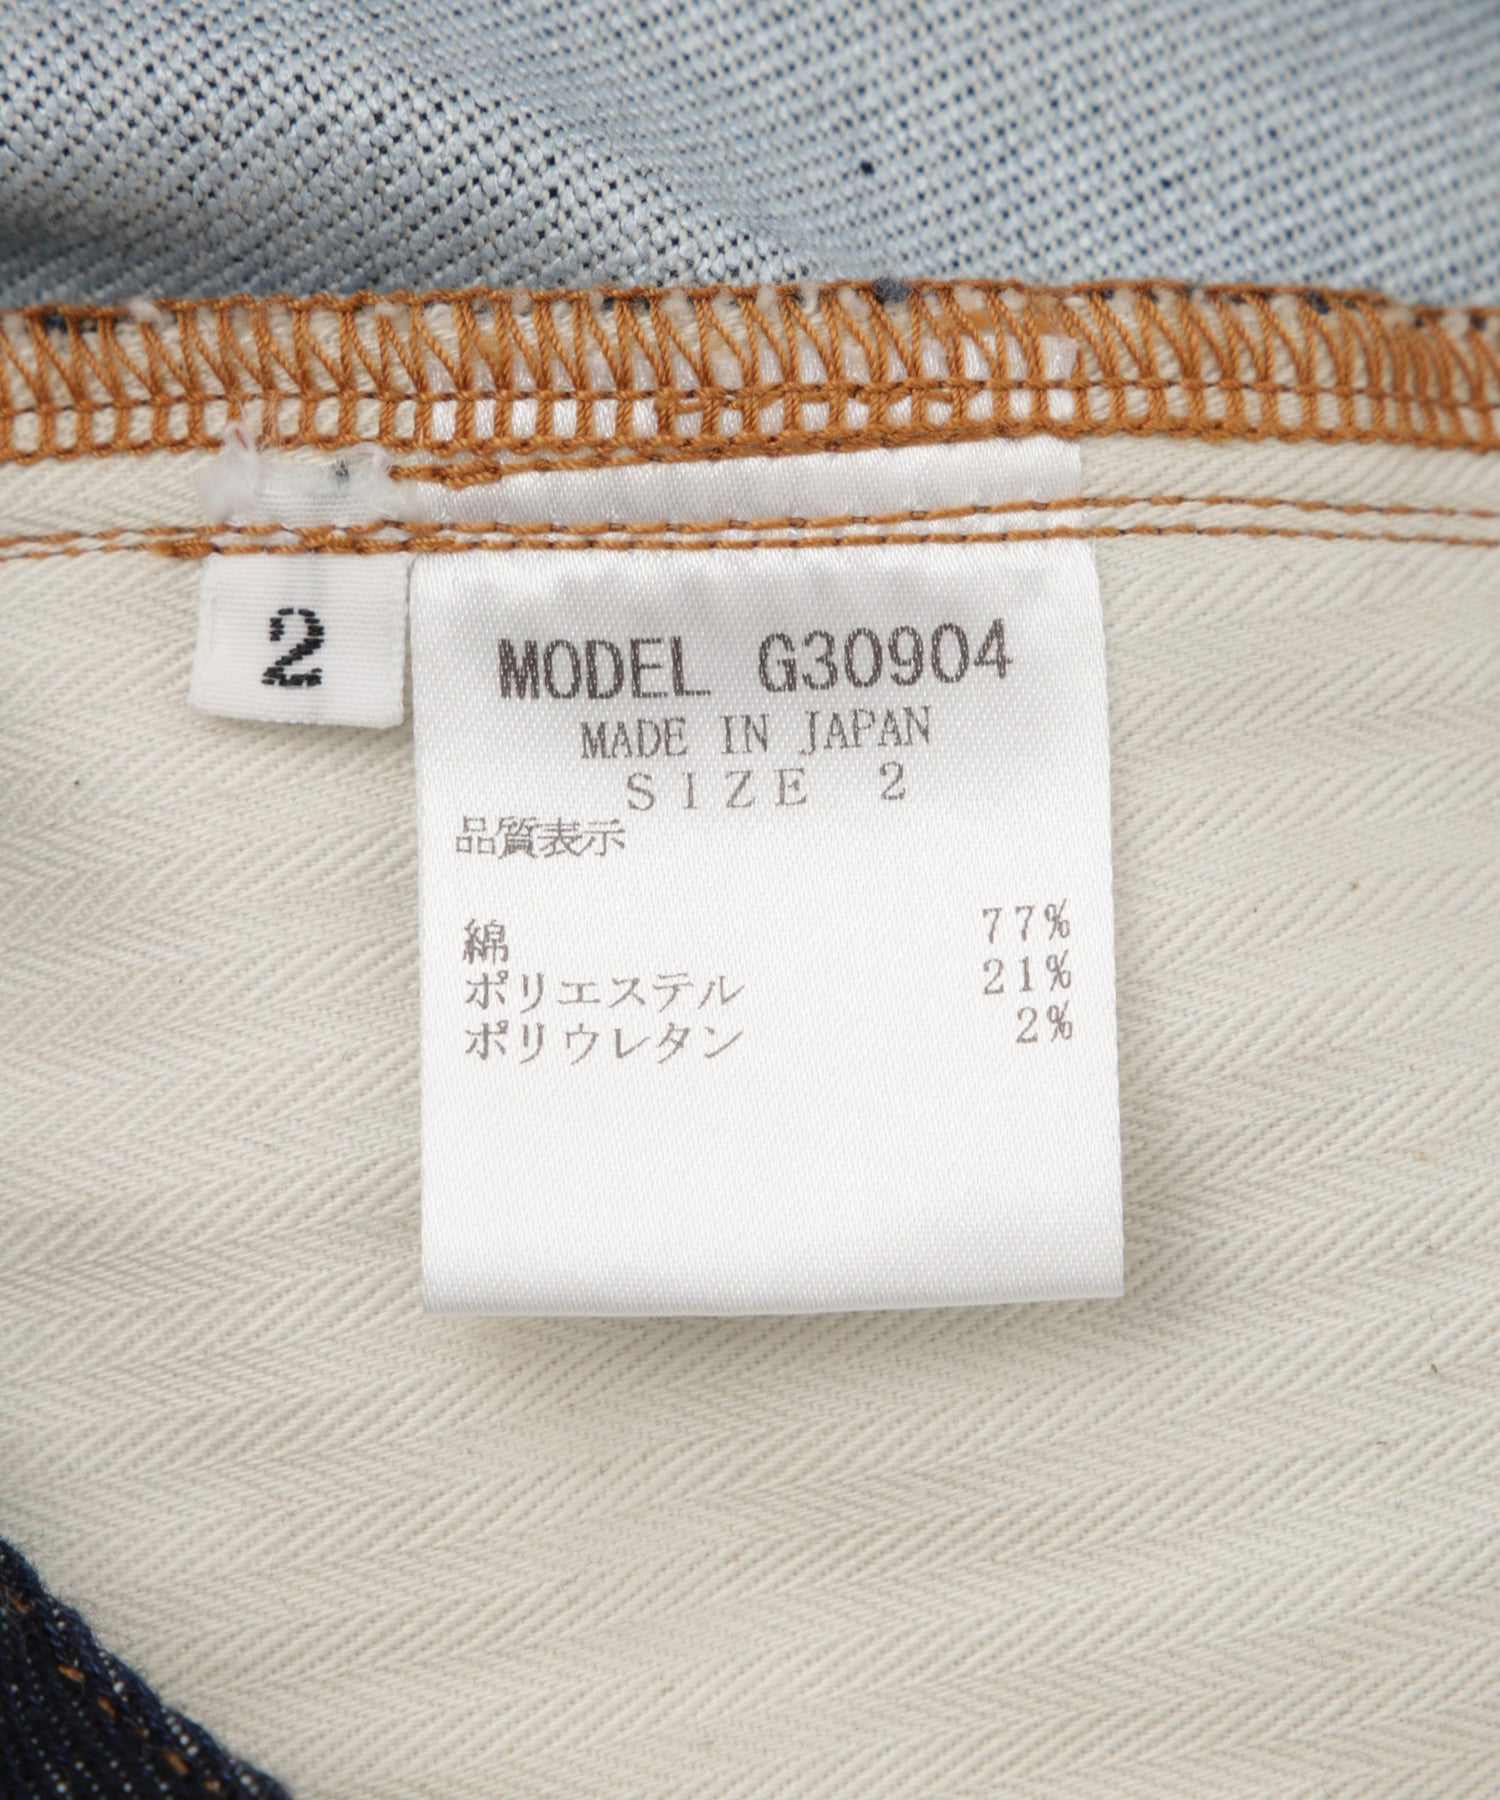 2
MODEL G30904
MADE IN JAPAN
SIZE 2
品質表示
綿 77%
ポリエステル 21%
ポリウレタン 2%